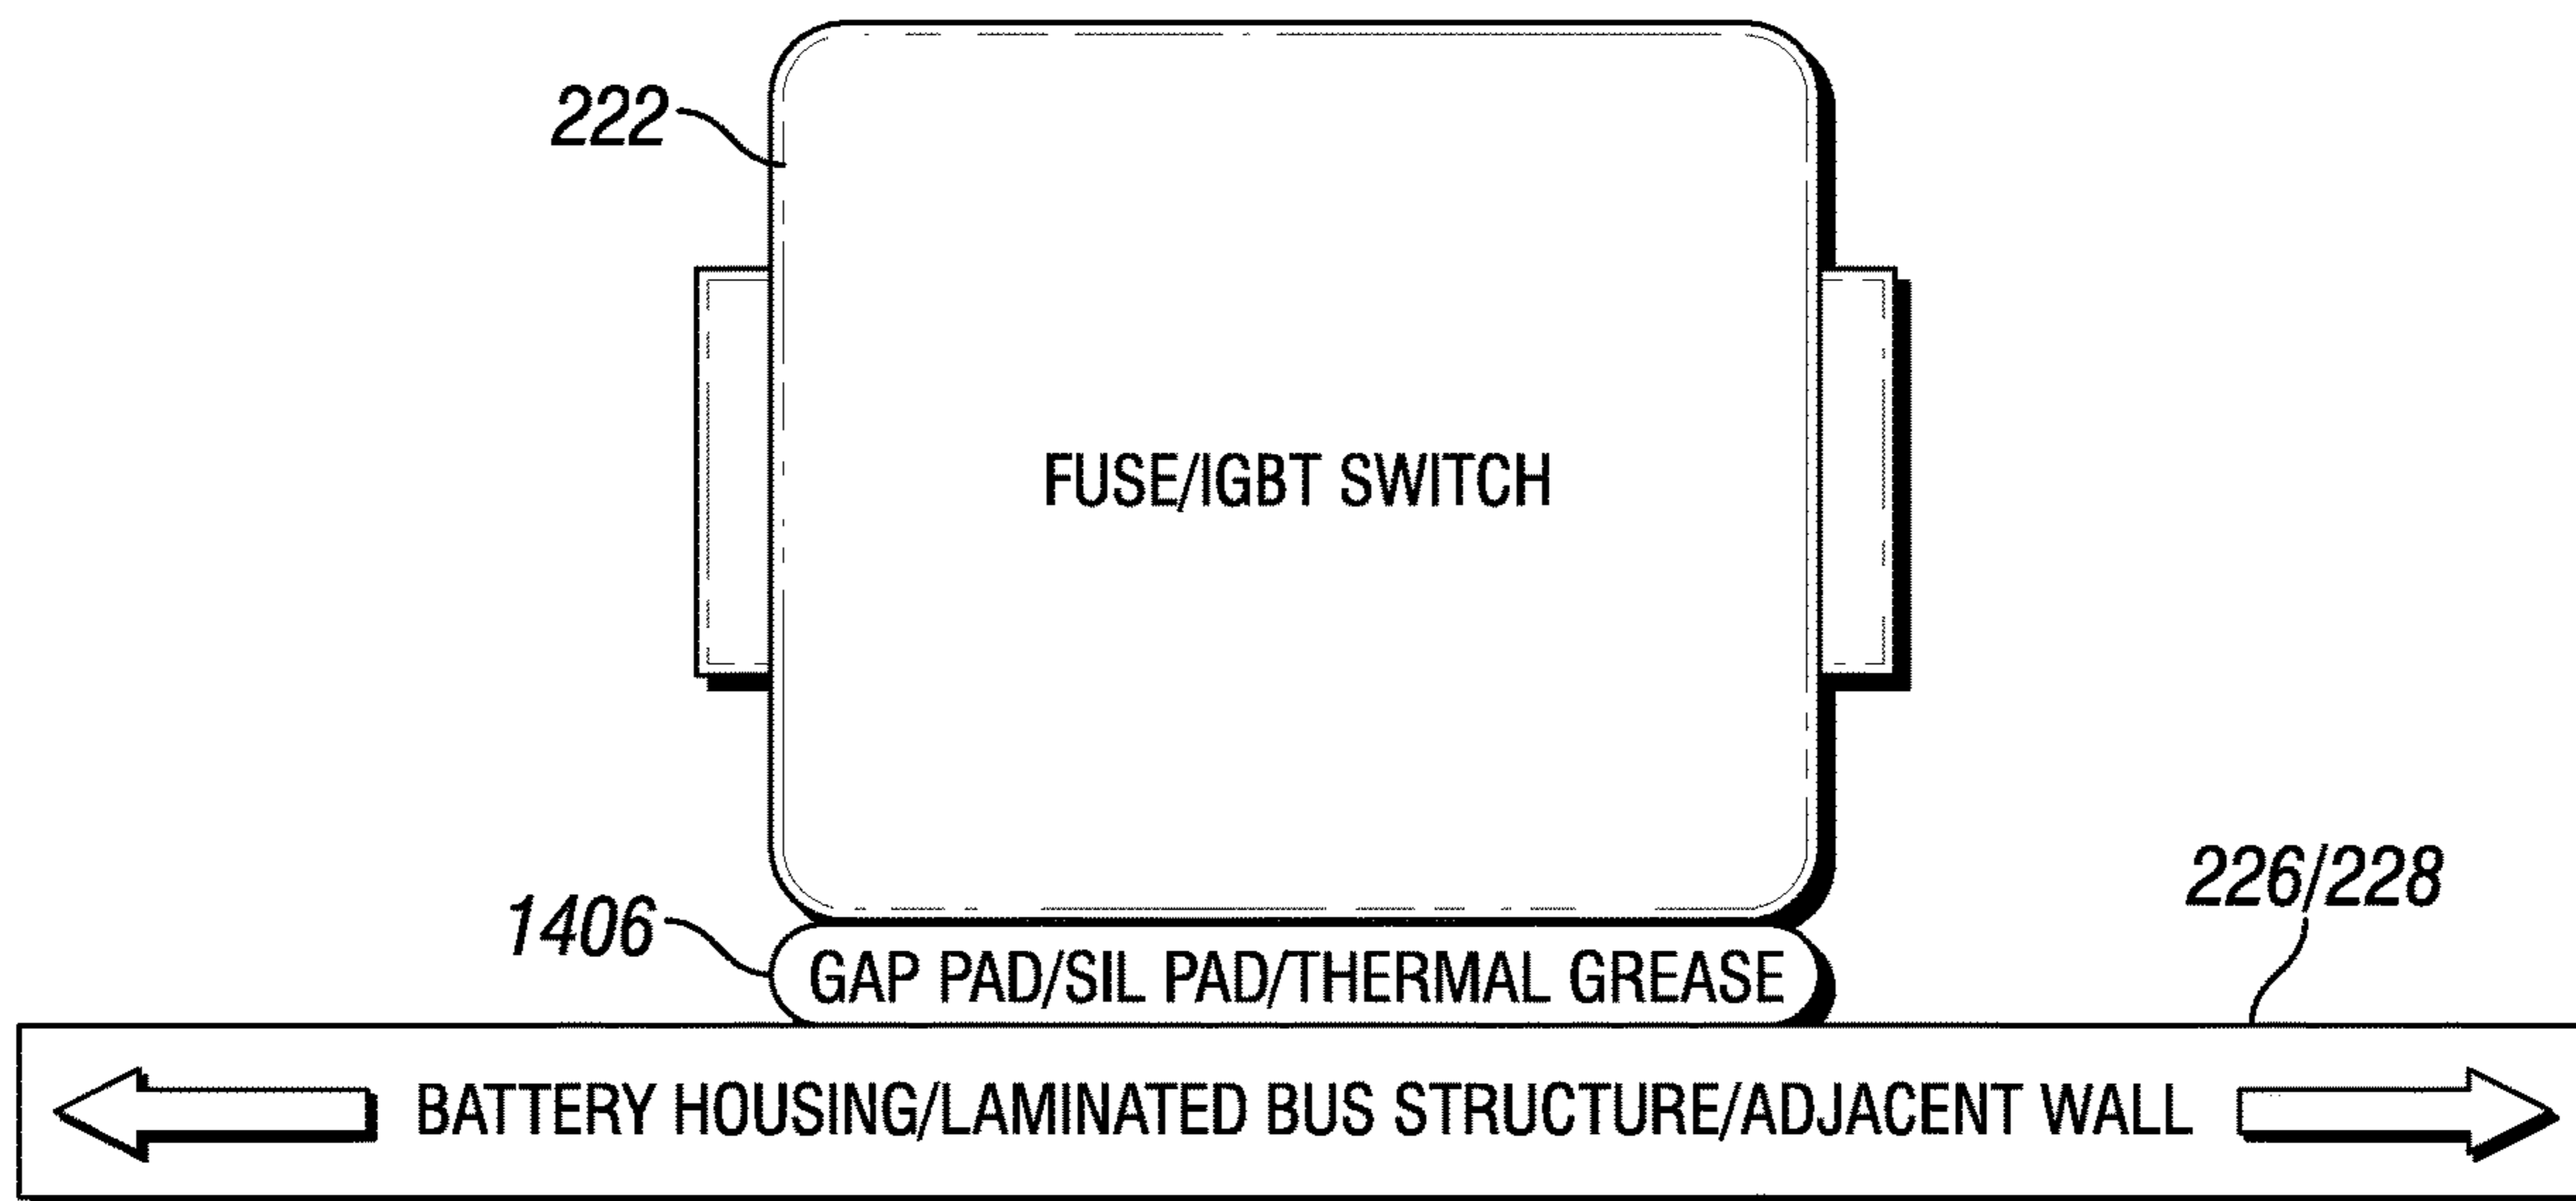 222
FUSE/IGBT SWITCH
226/228
1406
GAP PAD/SIL PAD/THERMAL GREASE
BATTERY HOUSING/LAMINATED BUS STRUCTURE/ADJACENT WALL